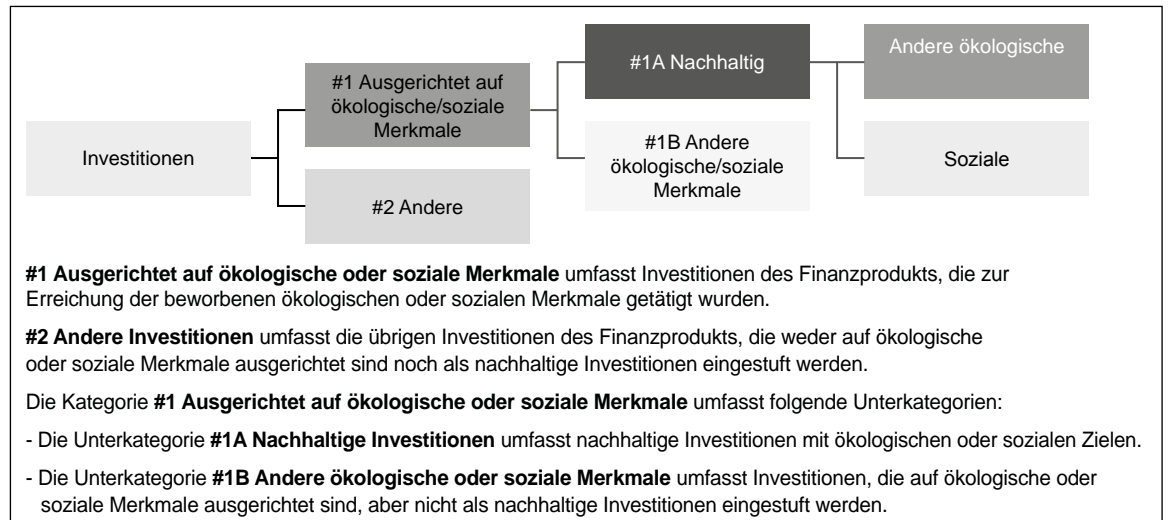 Investitionen
#1 Ausgerichtet auf
ökologische/soziale
Merkmale
#2 Andere
#1A Nachhaltig
#1B Andere
ökologische/soziale
Merkmale
Andere ökologische
Soziale
#1 Ausgerichtet auf ökologische oder soziale Merkmale umfasst Investitionen des Finanzprodukts, die zur
Erreichung der beworbenen ökologischen oder sozialen Merkmale getätigt wurden.
#2 Andere Investitionen umfasst die übrigen Investitionen des Finanzprodukts, die weder auf ökologische
oder soziale Merkmale ausgerichtet sind noch als nachhaltige Investitionen eingestuft werden.
Die Kategorie #1 Ausgerichtet auf ökologische oder soziale Merkmale umfasst folgende Unterkategorien:
- Die Unterkategorie #1A Nachhaltige Investitionen umfasst nachhaltige Investitionen mit ökologischen oder sozialen Zielen.
- Die Unterkategorie #1B Andere ökologische oder soziale Merkmale umfasst Investitionen, die auf ökologische oder
soziale Merkmale ausgerichtet sind, aber nicht als nachhaltige Investitionen eingestuft werden.